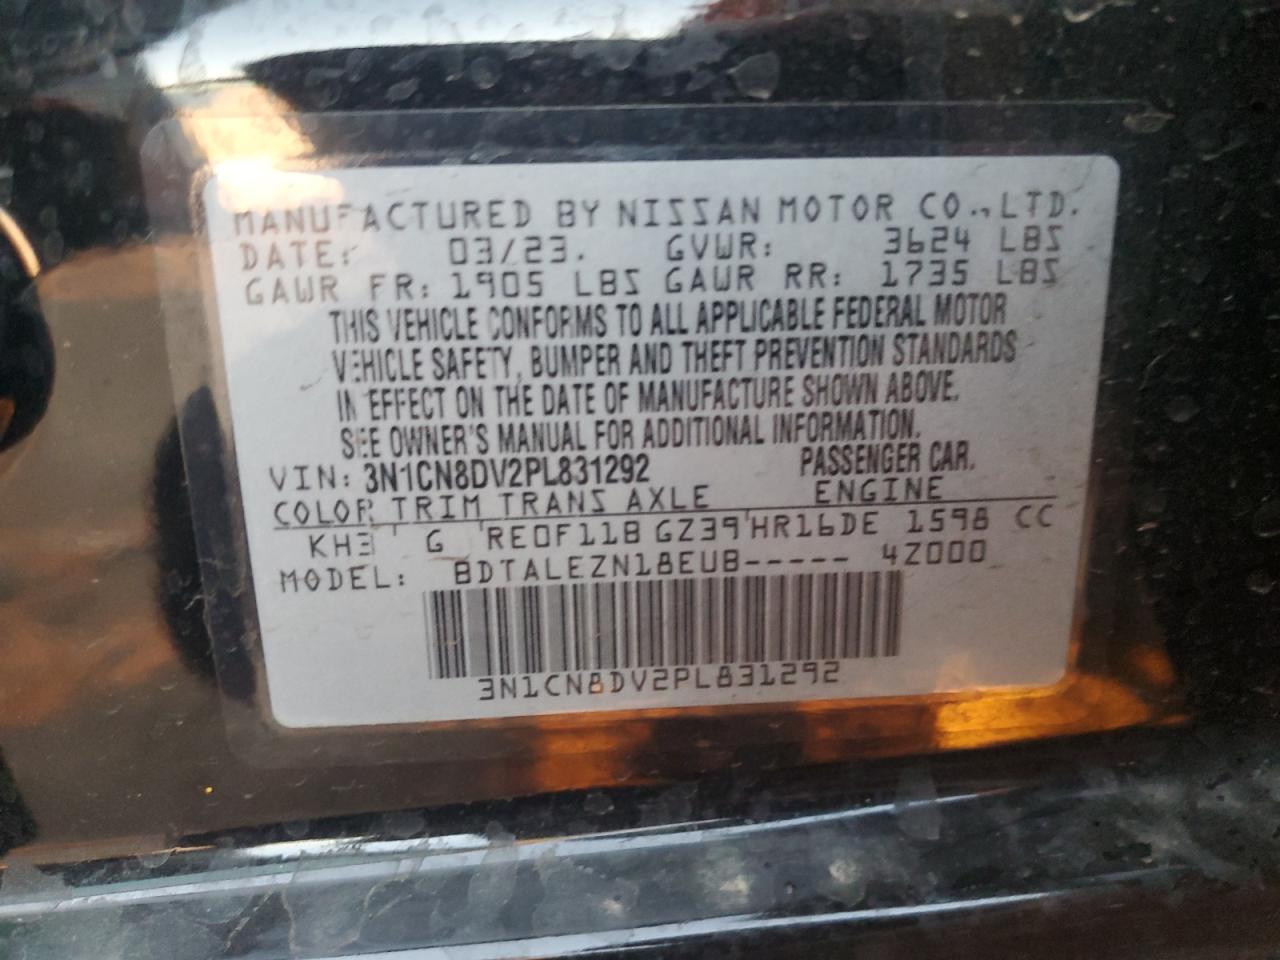 MANUFACTURED BY NISSAN MOTOR CO., LTD.
DATE: 03/23. GVWR: 3624 LBS
GAWR FR: 1905 LBS GAWR RR: 1735 LBS
THIS VEHICLE CONFORMS TO ALL APPLICABLE FEDERAL MOTOR
VEHICLE SAFETY, BUMPER AND THEFT PREVENTION STANDARDS
IN EFFECT ON THE DATE OF MANUFACTURE SHOWN ABOVE.
SEE OWNER'S MANUAL FOR ADDITIONAL INFORMATION.
VIN: 3N1CN8DV2PL831292 PASSENGER CAR.
COLOR TRIM TRANS AXLE ENGINE
KH3 G RE0F11B GZ39 HR16DE 1598 CC
MODEL: BDTALEZN18EUB----- 4Z000
3N1CN8DV2PL831292